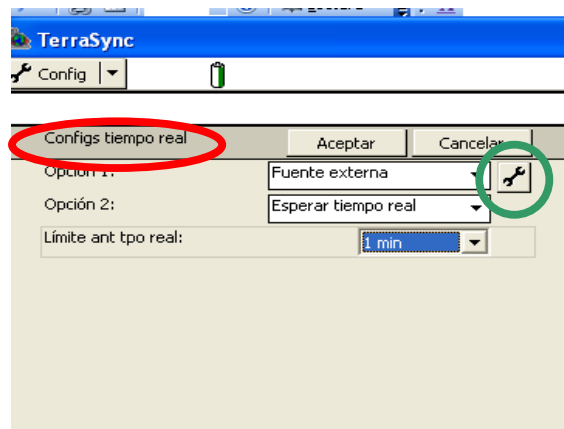 TerraSync
Config
Configs tiempo real Aceptar Cancelar
Opción 1: Fuente externa
Opción 2: Esperar tiempo real
Límite ant tpo real: 1 min